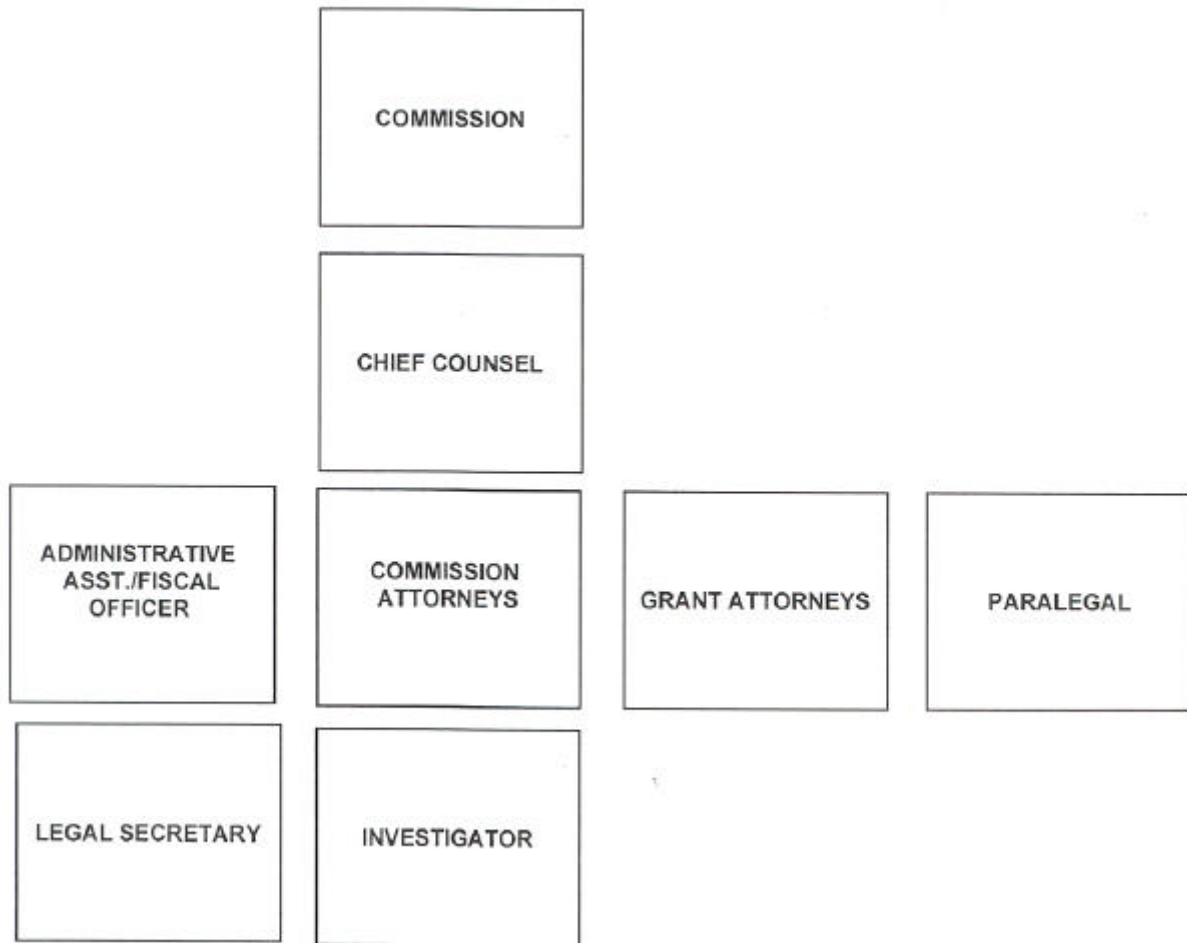 COMMISSION
CHIEF COUNSEL
ADMINISTRATIVE
ASST./FISCAL
OFFICER
COMMISSION
ATTORNEYS
GRANT ATTORNEYS
PARALEGAL
LEGAL SECRETARY
INVESTIGATOR